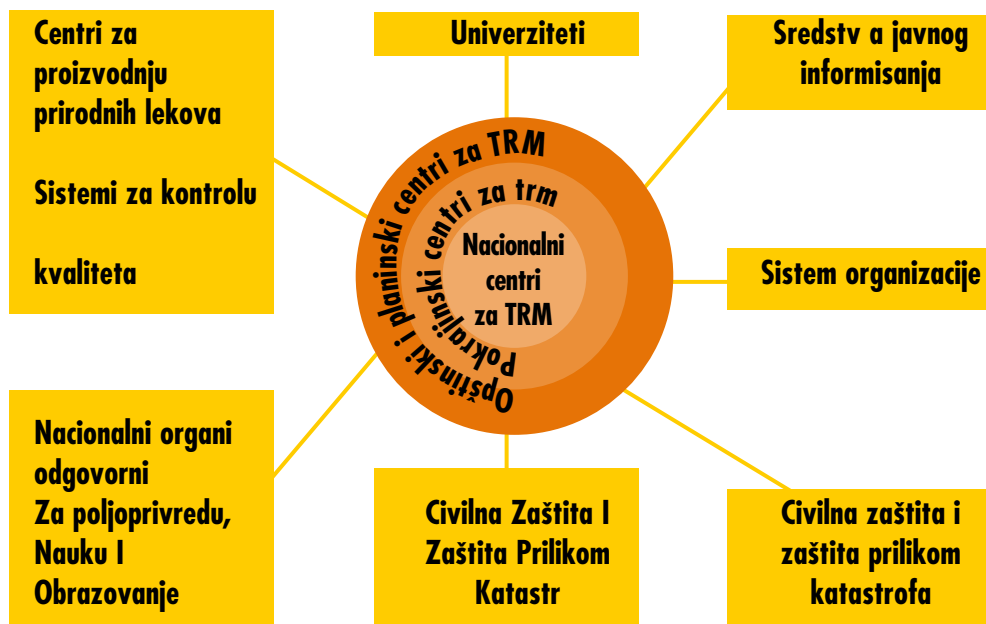 Centri za
proizvodnju
prirodnih lekova
Sistemi za kontrolu
kvaliteta
Univerziteti
Sredstv a javnog
informisanja
Opštinski i planinski centri za TRM
Pokrajinski centri za trm
Nacionalni
centri
za TRM
Sistem organizacije
Nacionalni organi
odgovorni
Za poljoprivredu,
Nauku I
Obrazovanje
Civilna Zaštita I
Zaštita Prilikom
Katastr
Civilna zaštita i
zaštita prilikom
katastrofa